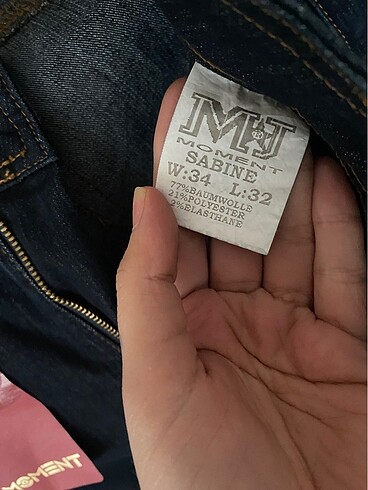 MJ
MOMENT
SABINE
W:34 L:32
77%BAUMWOLLE
21%POLYESTER
2%ELASTHANE
MOMENT